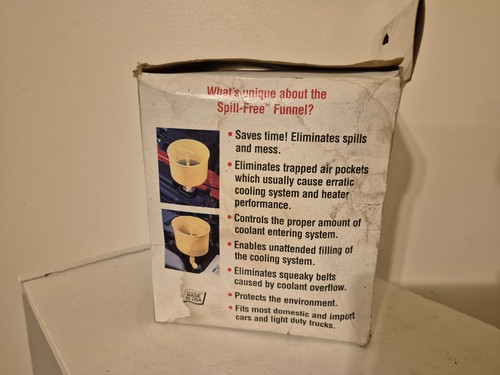 What's unique about the
Spill-Free™ Funnel?
• Saves time! Eliminates spills
and mess.
• Eliminates trapped air pockets
which usually cause erratic
cooling system and heater
performance.
• Controls the proper amount of
coolant entering system.
• Enables unattended filling of
the cooling system.
• Eliminates squeaky belts
caused by coolant overflow.
• Protects the environment.
• Fits most domestic and import
cars and light duty trucks.
MADE
IN USA